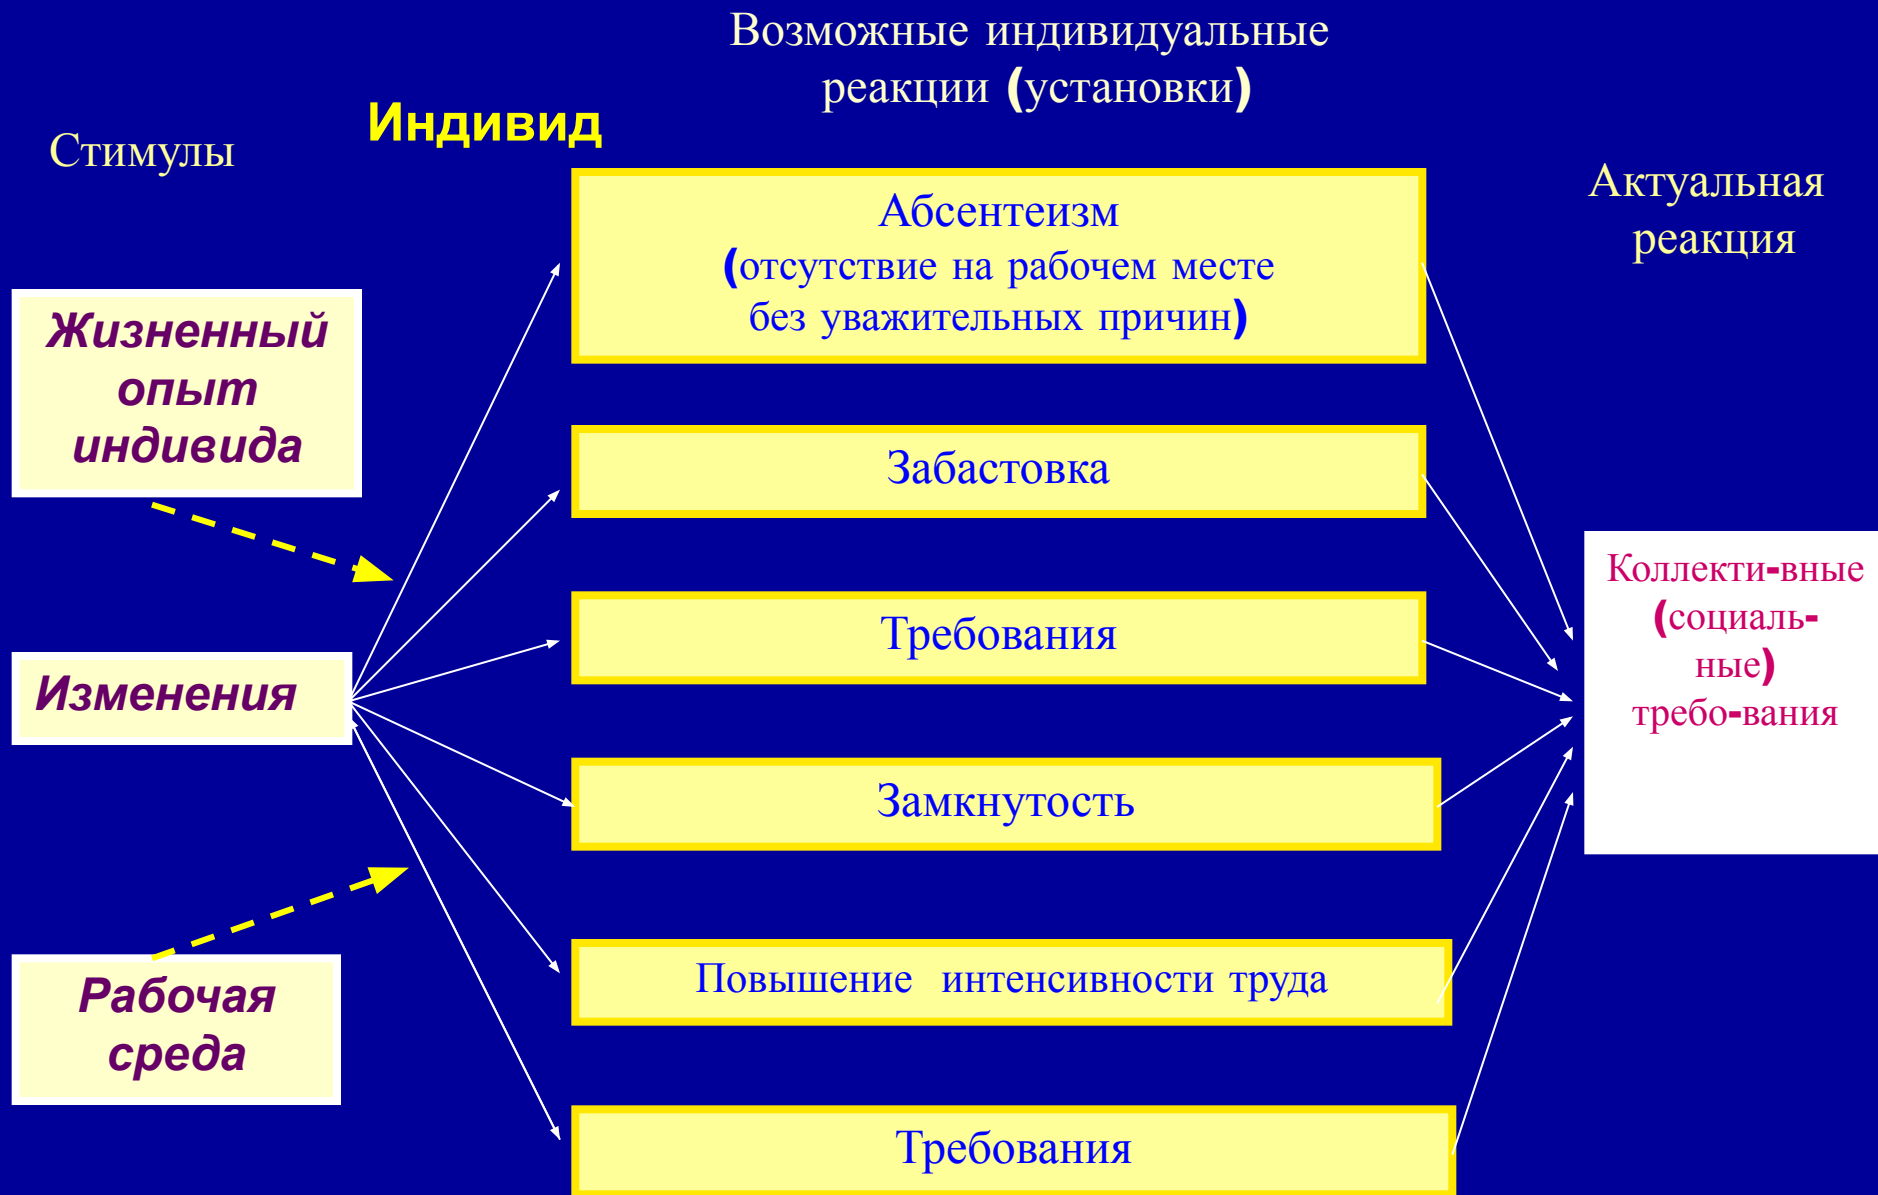 Возможные индивидуальные
реакции (установки)
Индивид
Стимулы
Актуальная
реакция
Абсентеизм
(отсутствие на рабочем месте
без уважительных причин)
Жизненный
опыт
индивида
Забастовка
Требования
Коллекти-вные
(социаль-
ные)
требо-вания
Изменения
Замкнутость
Повышение интенсивности труда
Рабочая
среда
Требования